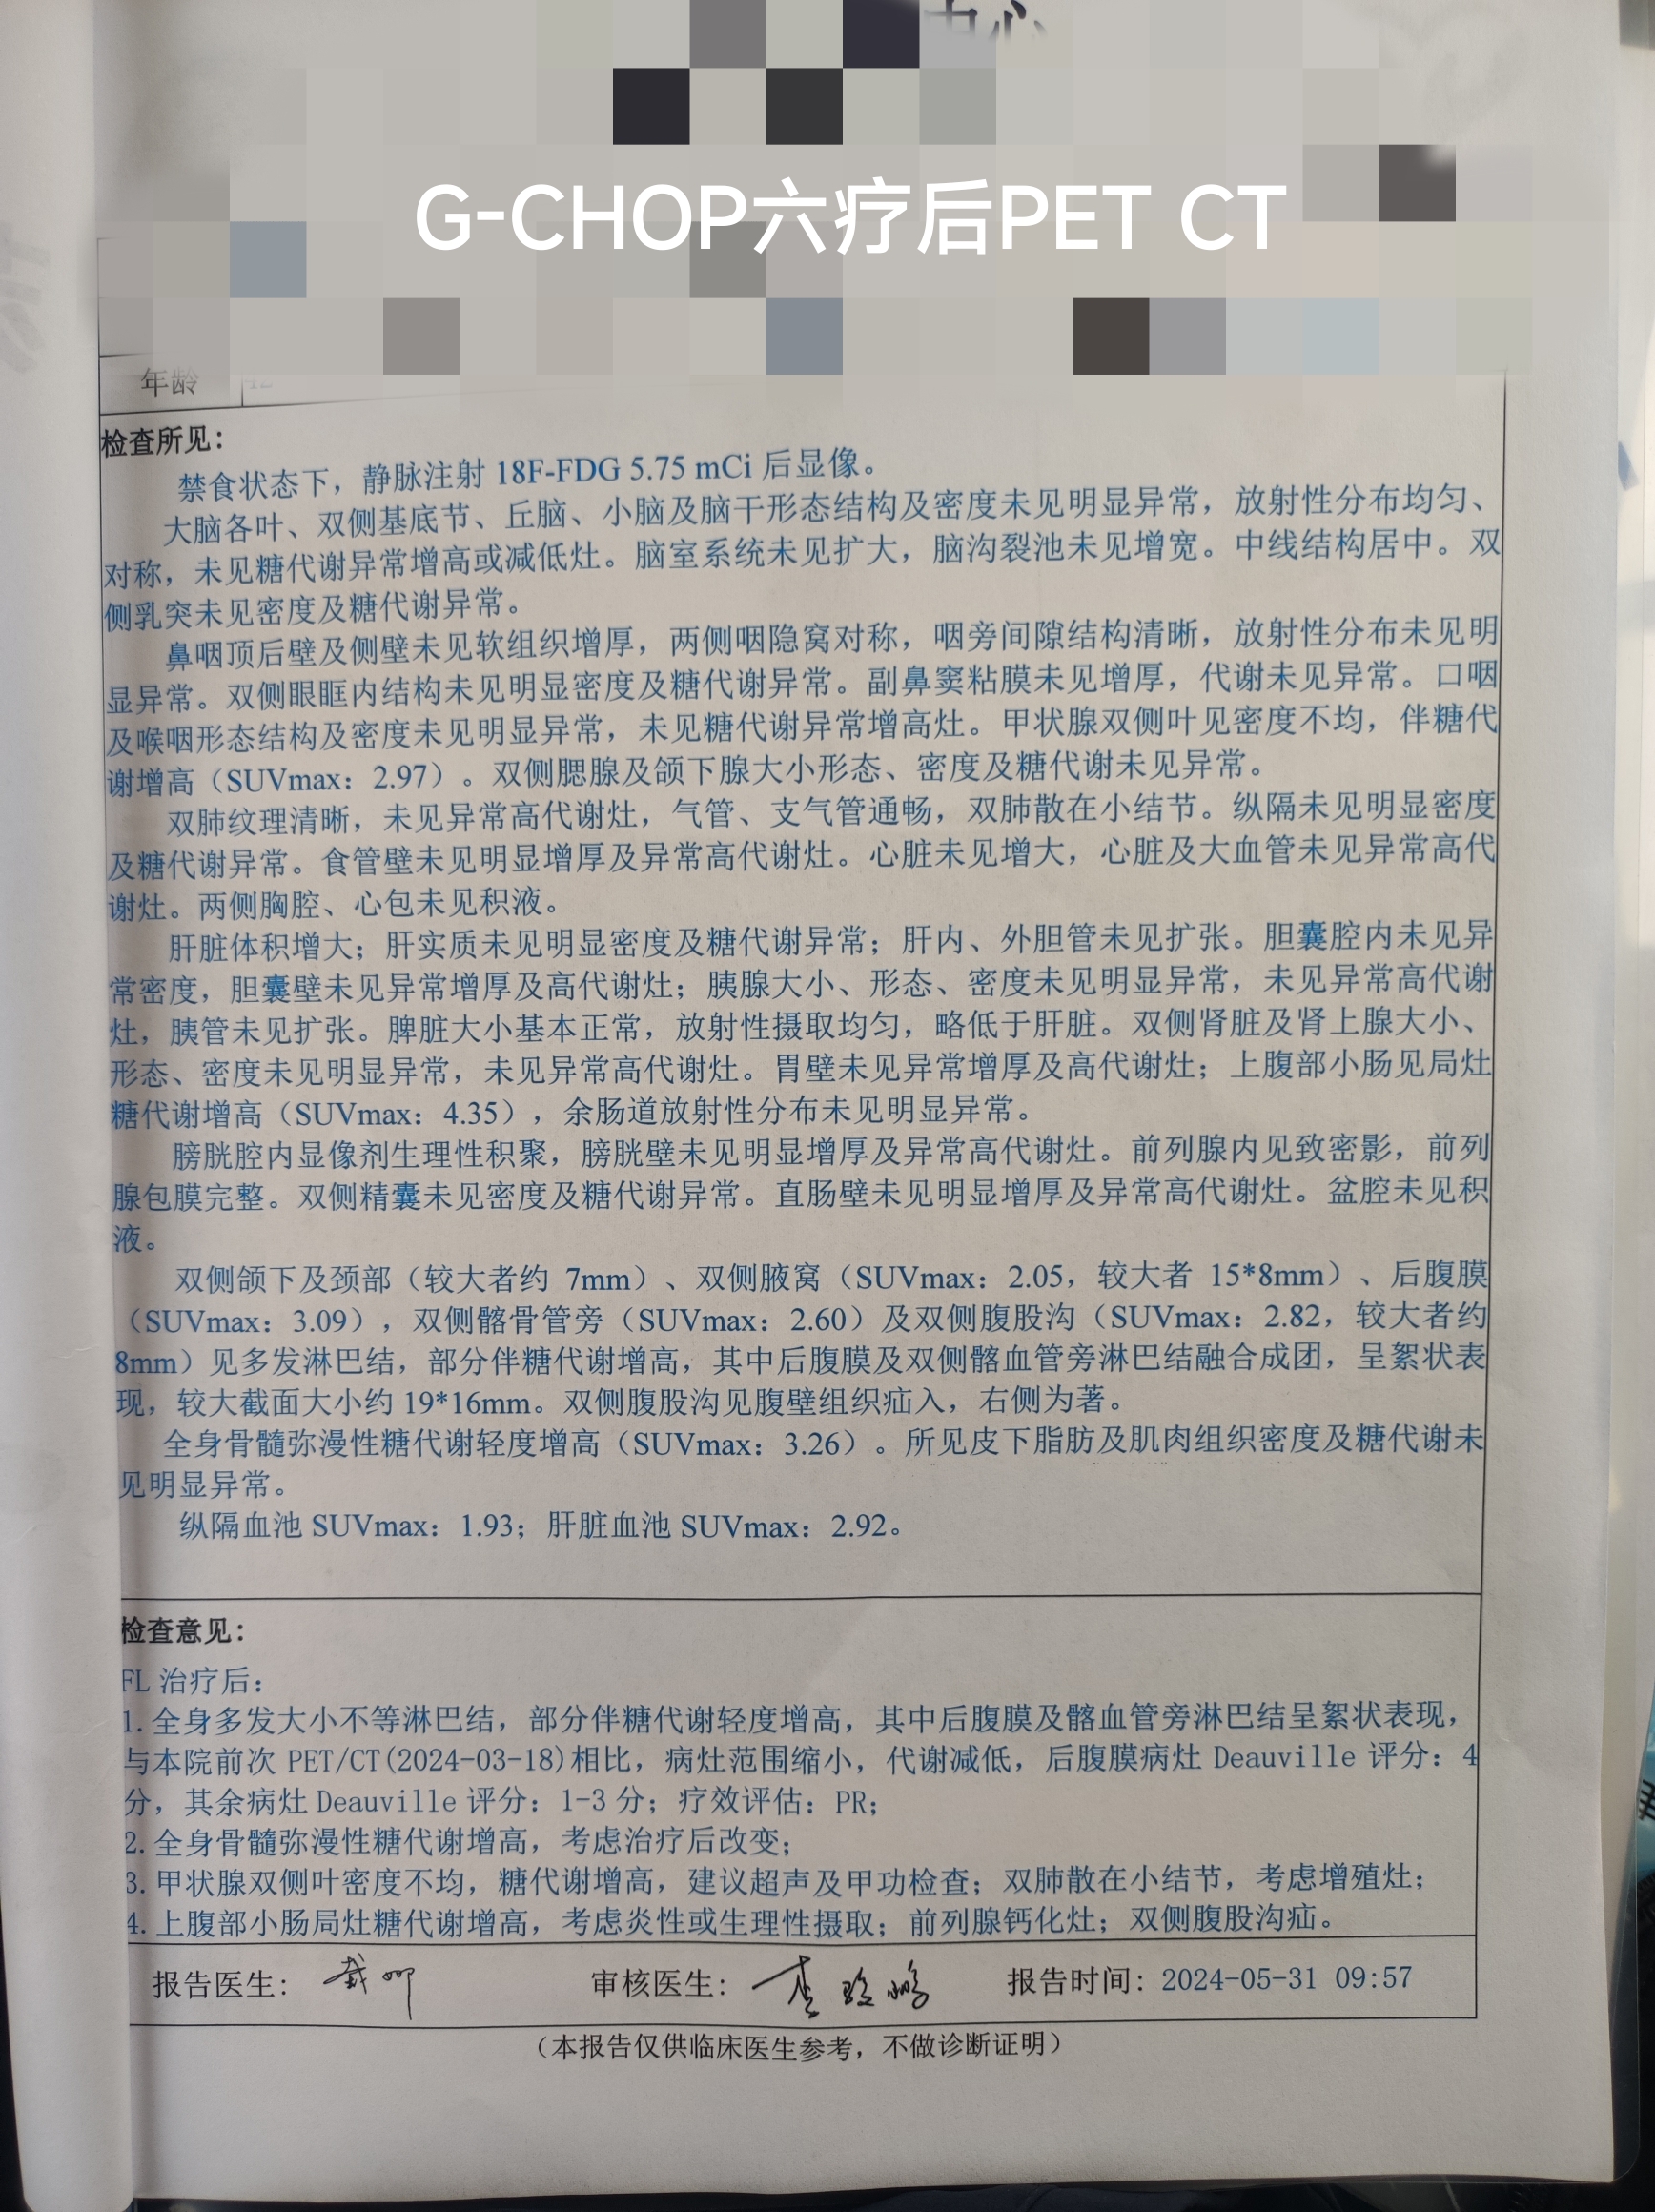 中心
G-CHOP六疗后PET CT
年龄 42
检查所见：
禁食状态下，静脉注射 18F-FDG 5.75 mCi 后显像。
大脑各叶、双侧基底节、丘脑、小脑及脑干形态结构及密度未见明显异常，放射性分布均匀、
对称，未见糖代谢异常增高或减低灶。脑室系统未见扩大，脑沟裂池未见增宽。中线结构居中。双
侧乳突未见密度及糖代谢异常。
鼻咽顶后壁及侧壁未见软组织增厚，两侧咽隐窝对称，咽旁间隙结构清晰，放射性分布未见明
显异常。双侧眼眶内结构未见明显密度及糖代谢异常。副鼻窦粘膜未见增厚，代谢未见异常。口咽
及喉咽形态结构及密度未见明显异常，未见糖代谢异常增高灶。甲状腺双侧叶见密度不均，伴糖代
谢增高（SUVmax：2.97）。双侧腮腺及颌下腺大小形态、密度及糖代谢未见异常。
双肺纹理清晰，未见异常高代谢灶，气管、支气管通畅，双肺散在小结节。纵隔未见明显密度
及糖代谢异常。食管壁未见明显增厚及异常高代谢灶。心脏未见增大，心脏及大血管未见异常高代
谢灶。两侧胸腔、心包未见积液。
肝脏体积增大；肝实质未见明显密度及糖代谢异常；肝内、外胆管未见扩张。胆囊腔内未见异
常密度，胆囊壁未见异常增厚及高代谢灶；胰腺大小、形态、密度未见明显异常，未见异常高代谢
灶，胰管未见扩张。脾脏大小基本正常，放射性摄取均匀，略低于肝脏。双侧肾脏及肾上腺大小、
形态、密度未见明显异常，未见异常高代谢灶。胃壁未见异常增厚及高代谢灶；上腹部小肠见局灶
糖代谢增高（SUVmax：4.35），余肠道放射性分布未见明显异常。
膀胱腔内显像剂生理性积聚，膀胱壁未见明显增厚及异常高代谢灶。前列腺内见致密影，前列
腺包膜完整。双侧精囊未见密度及糖代谢异常。直肠壁未见明显增厚及异常高代谢灶。盆腔未见积
液。
双侧颌下及颈部（较大者约 7mm）、双侧腋窝（SUVmax：2.05，较大者 15*8mm）、后腹膜
（SUVmax：3.09），双侧髂骨管旁（SUVmax：2.60）及双侧腹股沟（SUVmax：2.82，较大者约
8mm）见多发淋巴结，部分伴糖代谢增高，其中后腹膜及双侧髂血管旁淋巴结融合成团，呈絮状表
现，较大截面大小约 19*16mm。双侧腹股沟见腹壁组织疝入，右侧为著。
全身骨髓弥漫性糖代谢轻度增高（SUVmax：3.26）。所见皮下脂肪及肌肉组织密度及糖代谢未
见明显异常。
纵隔血池 SUVmax：1.93；肝脏血池 SUVmax：2.92。
检查意见：
FL 治疗后：
1. 全身多发大小不等淋巴结，部分伴糖代谢轻度增高，其中后腹膜及髂血管旁淋巴结呈絮状表现，
与本院前次 PET/CT(2024-03-18)相比，病灶范围缩小，代谢减低，后腹膜病灶 Deauville 评分：4
分，其余病灶 Deauville 评分：1-3 分；疗效评估：PR；
2. 全身骨髓弥漫性糖代谢增高，考虑治疗后改变；
3. 甲状腺双侧叶密度不均，糖代谢增高，建议超声及甲功检查；双肺散在小结节，考虑增殖灶；
4. 上腹部小肠局灶糖代谢增高，考虑炎性或生理性摄取；前列腺钙化灶；双侧腹股沟疝。
报告医生： 审核医生： 报告时间：2024-05-31 09:57
（本报告仅供临床医生参考，不做诊断证明）